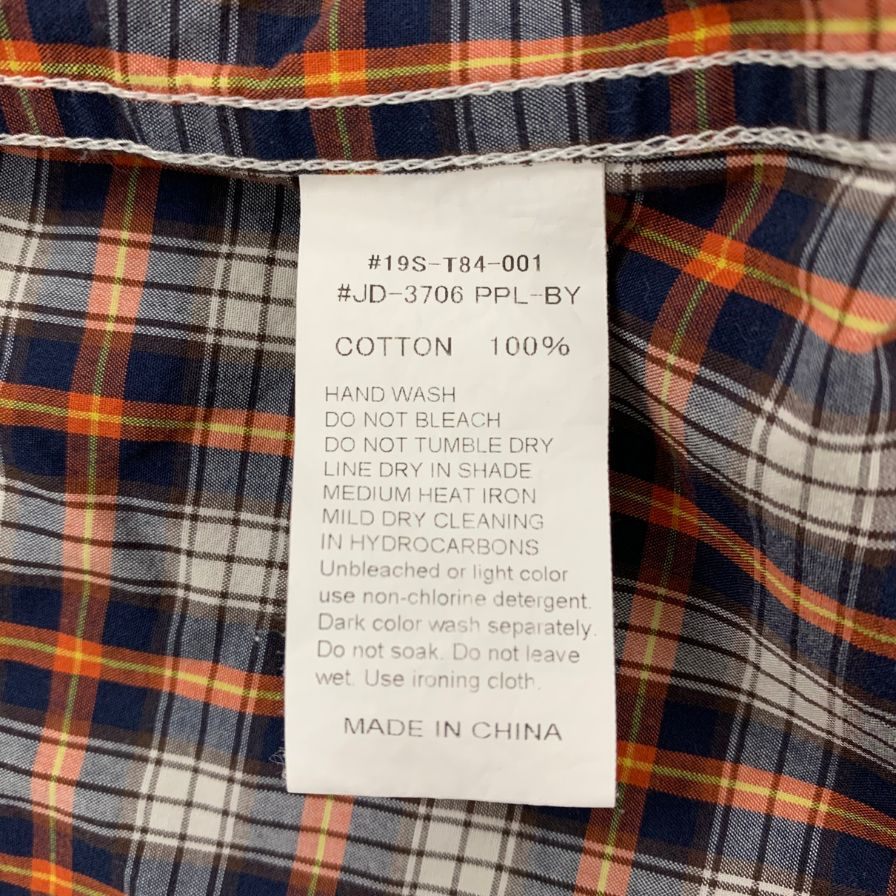 #19S-T84-001
#JD-3706 PPL-BY
COTTON 100%
HAND WASH
DO NOT BLEACH
DO NOT TUMBLE DRY
LINE DRY IN SHADE
MEDIUM HEAT IRON
MILD DRY CLEANING
IN HYDROCARBONS
Unbleached or light color
use non-chlorine detergent.
Dark color wash separately.
Do not soak. Do not leave
wet. Use ironing cloth.
MADE IN CHINA